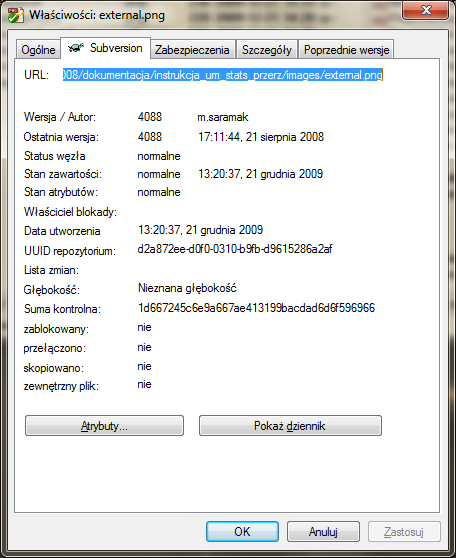 Właściwości: external.png
Ogólne Subversion Zabezpieczenia Szczegóły Poprzednie wersje
URL: 008/dokumentacja/instrukcja_um_stats_przerz/images/external.png
Wersja / Autor: 4088 m.saramak
Ostatnia wersja: 4088 17:11:44, 21 sierpnia 2008
Status węzła normalne
Stan zawartości: normalne 13:20:37, 21 grudnia 2009
Stan atrybutów: normalne
Właściciel blokady:
Data utworzenia 13:20:37, 21 grudnia 2009
UUID repozytorium: d2a872ee-d0f0-0310-b9fb-d9615286a2af
Lista zmian:
Głębokość: Nieznana głębokość
Suma kontrolna: 1d667245c6e9a667ae413199bacdad6d6f596966
zablokowany: nie
przełączono: nie
skopiowano: nie
zewnętrzny plik: nie
Atrybuty... Pokaż dziennik
OK Anuluj Zastosuj